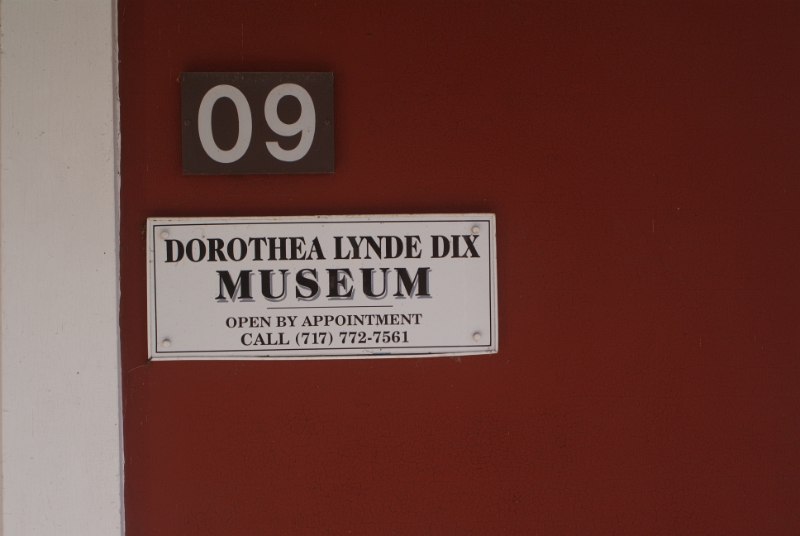 09
DOROTHEA LYNDE DIX
MUSEUM
OPEN BY APPOINTMENT
CALL (717) 772-7561